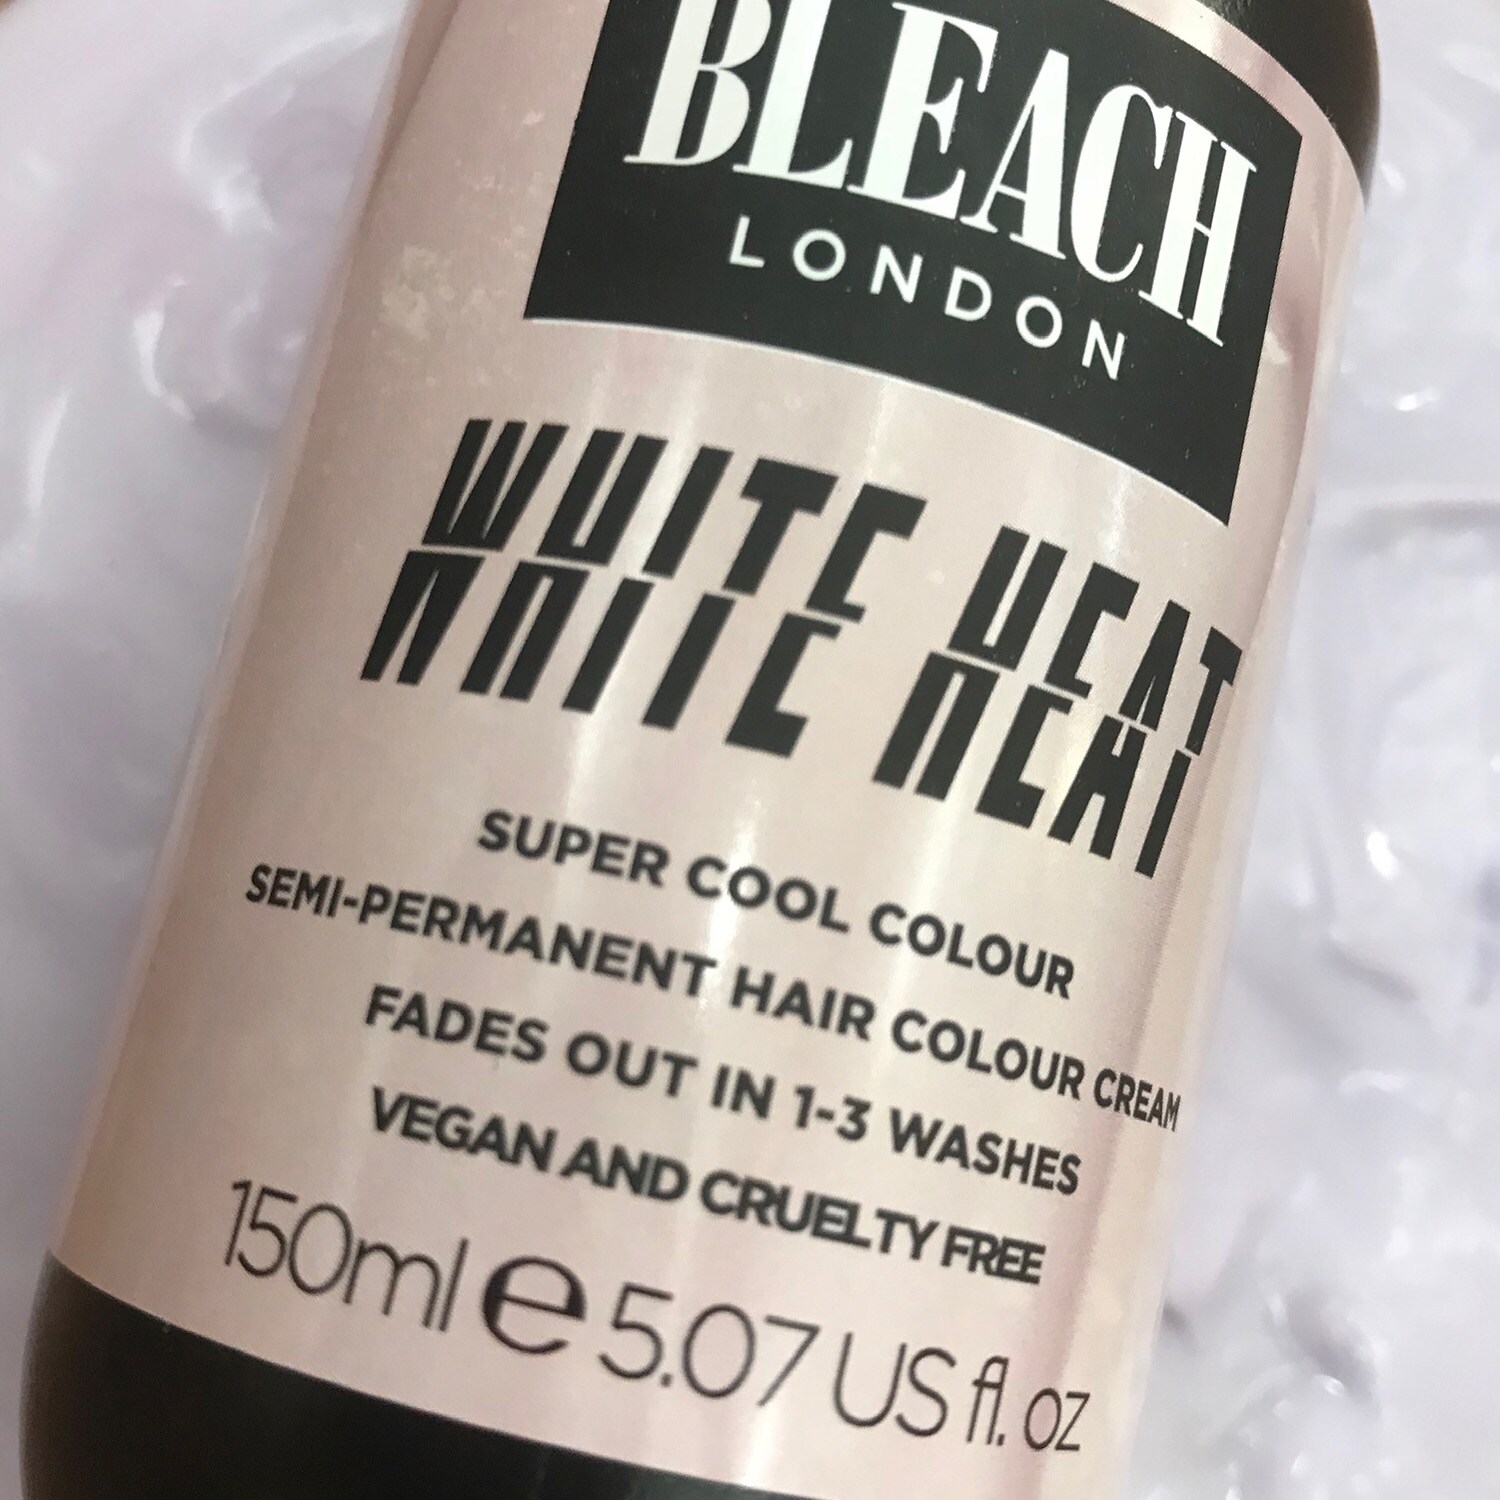 BLEACH
LONDON
WHITE HEAT
SUPER COOL COLOUR
SEMI-PERMANENT HAIR COLOUR CREAM
FADES OUT IN 1-3 WASHES
VEGAN AND CRUELTY FREE
150ml e 5.07 US fl. oz